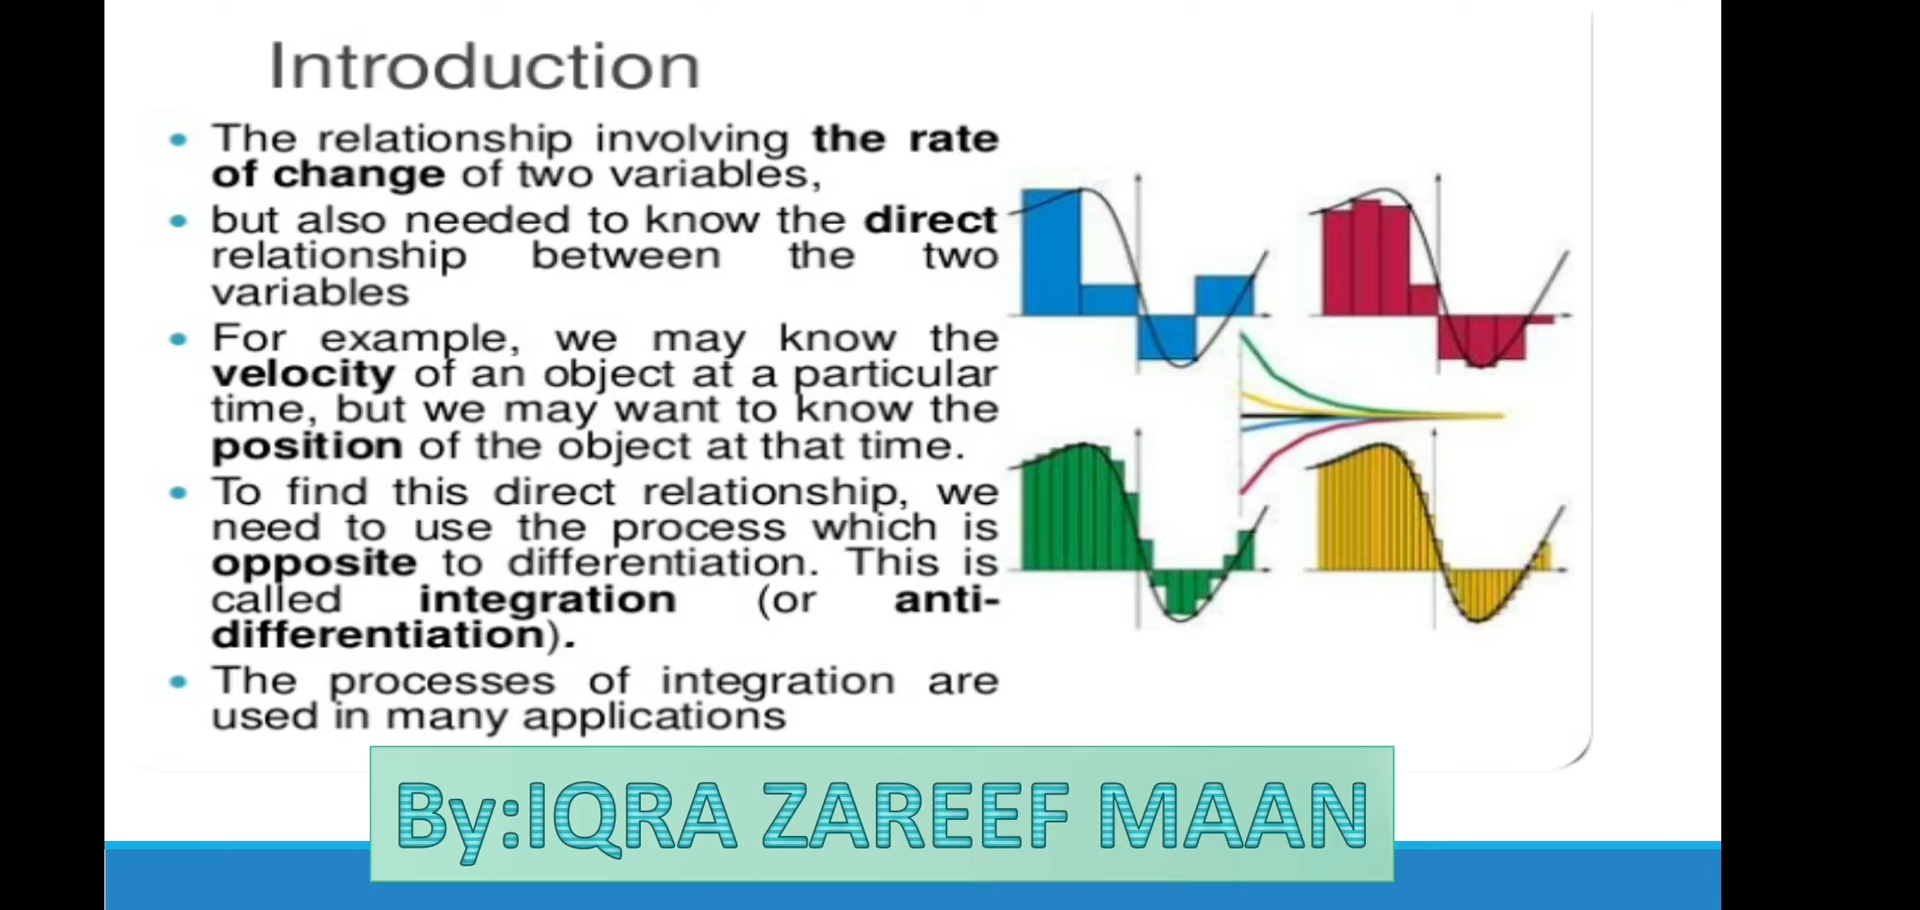 Introduction
• The relationship involving the rate
of change of two variables,
• but also needed to know the direct
relationship between the two
variables
• For example, we may know the
velocity of an object at a particular
time, but we may want to know the
position of the object at that time.
• To find this direct relationship, we
need to use the process which is
opposite to differentiation. This is
called integration (or anti-
differentiation).
• The processes of integration are
used in many applications
By:IQRA ZAREEF MAAN